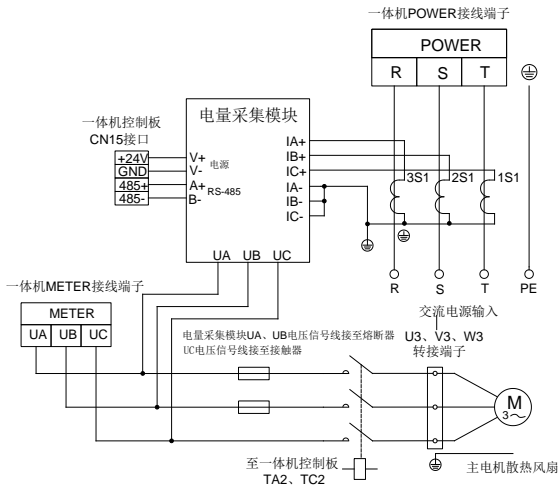 一体机POWER接线端子
POWER
R S T
电量采集模块
一体机控制板
CN15接口
+24V
GND
485+
485-
V+
V-
A+
B-
电源
RS-485
IA+
IB+
IC+
IA-
IB-
IC-
3S1 2S1 1S1
UA UB UC
R S T PE
交流电源输入
一体机METER接线端子
METER
UA UB UC
电量采集模块UA、UB电压信号线接至熔断器
UC电压信号线接至接触器
U3、V3、W3
转接端子
M
3~
至一体机控制板
TA2、TC2
主电机散热风扇